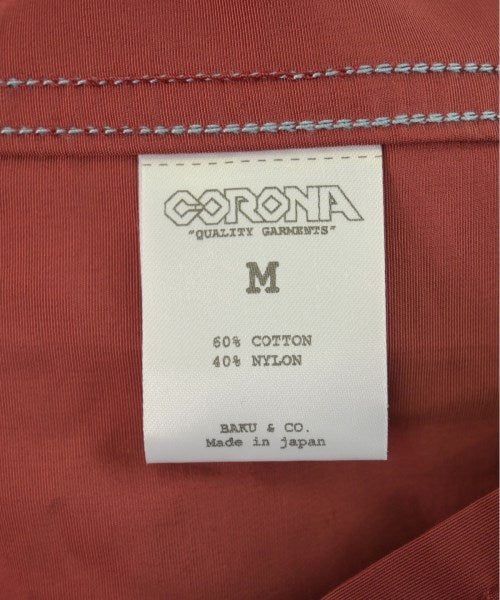 CORONA
"QUALITY GARMENTS"
M
60% COTTON
40% NYLON
BAKU & CO.
Made in japan